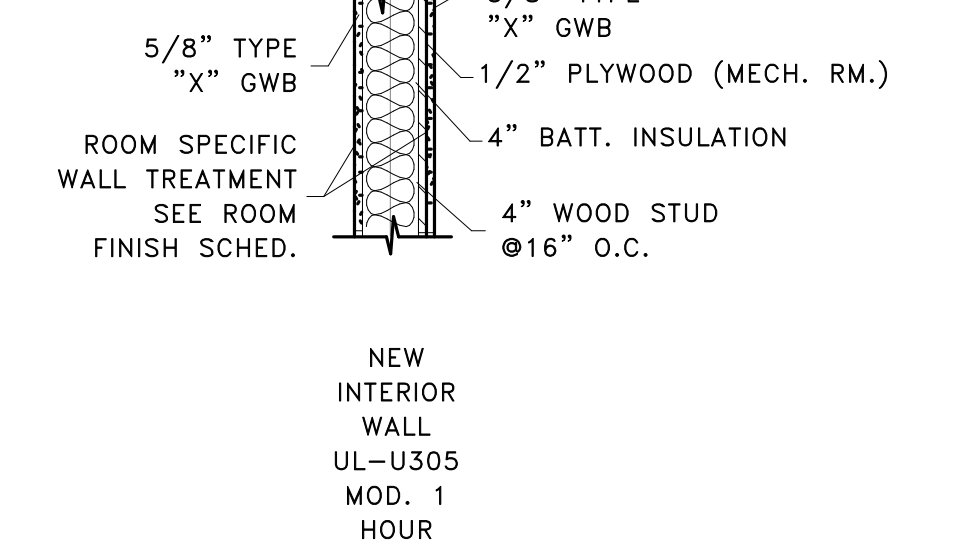 5/8” TYPE
”X” GWB
ROOM SPECIFIC
WALL TREATMENT
SEE ROOM
FINISH SCHED.
”X” GWB
1/2” PLYWOOD (MECH. RM.)
4” BATT. INSULATION
4” WOOD STUD
@16” O.C.
NEW
INTERIOR
WALL
UL–U305
MOD. 1
HOUR